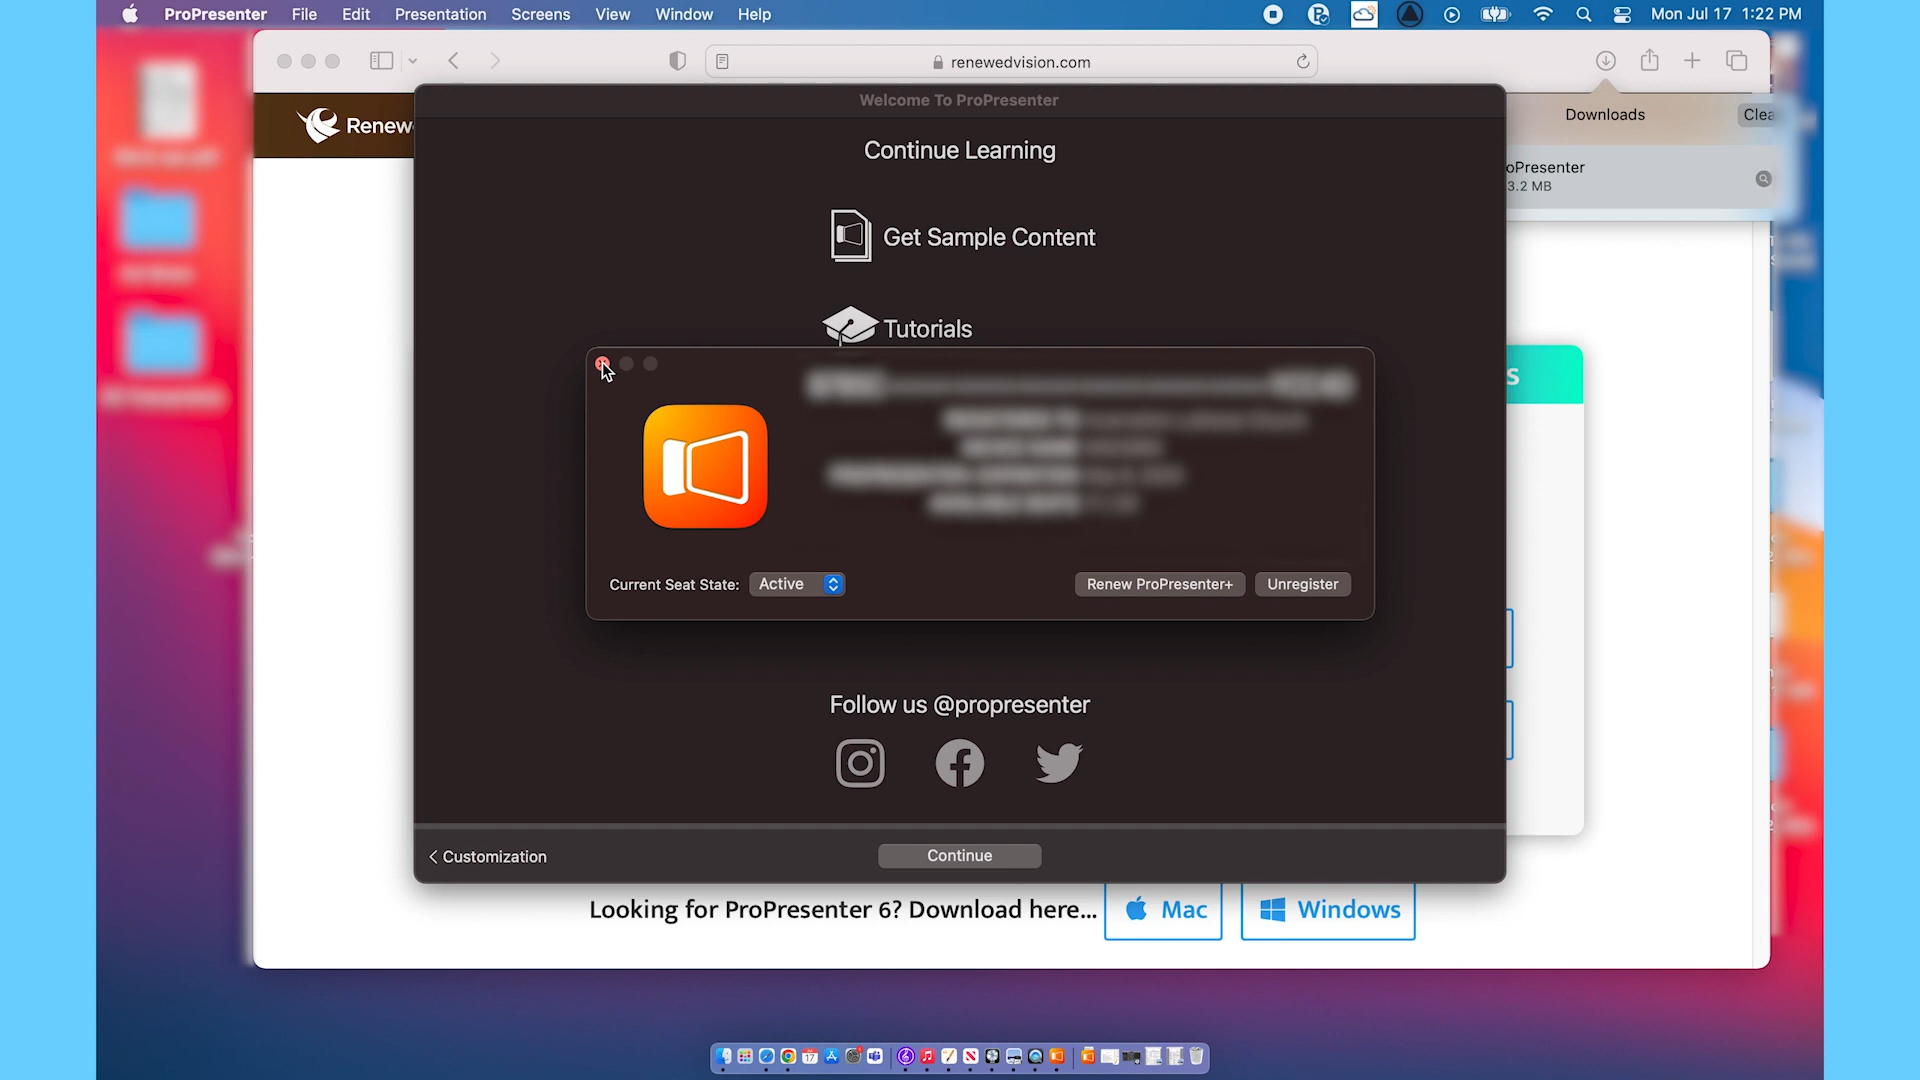 ProPresenter File Edit Presentation Screens View Window Help Mon Jul 17 1:22 PM
renewedvision.com
Downloads
Clea
oPresenter
3.2 MB
Renew
Welcome To ProPresenter
Continue Learning
Get Sample Content
Tutorials
S
Current Seat State: Active Renew ProPresenter+ Unregister
Follow us @propresenter
Customization Continue
Looking for ProPresenter 6? Download here... Mac Windows